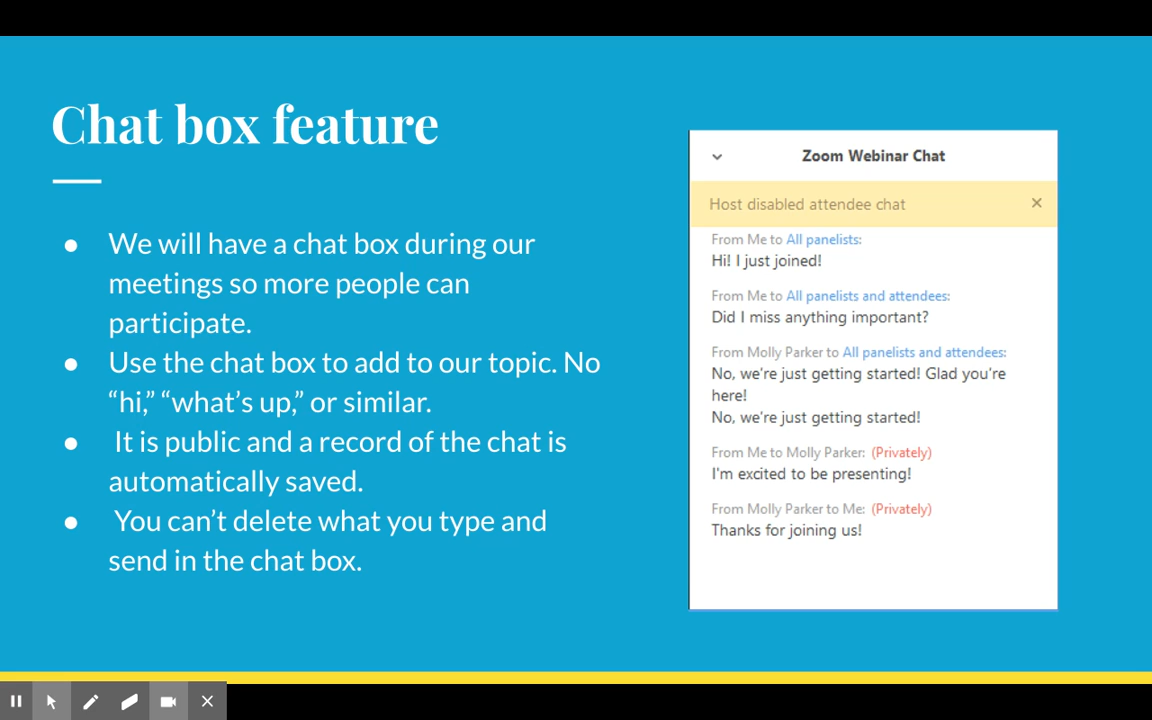 Chat box feature
● We will have a chat box during our
meetings so more people can
participate.
● Use the chat box to add to our topic. No
“hi,” “what’s up,” or similar.
● It is public and a record of the chat is
automatically saved.
● You can’t delete what you type and
send in the chat box.
Zoom Webinar Chat
Host disabled attendee chat
From Me to All panelists:
Hi! I just joined!
From Me to All panelists and attendees:
Did I miss anything important?
From Molly Parker to All panelists and attendees:
No, we’re just getting started! Glad you’re
here!
No, we’re just getting started!
From Me to Molly Parker: (Privately)
I'm excited to be presenting!
From Molly Parker to Me: (Privately)
Thanks for joining us!